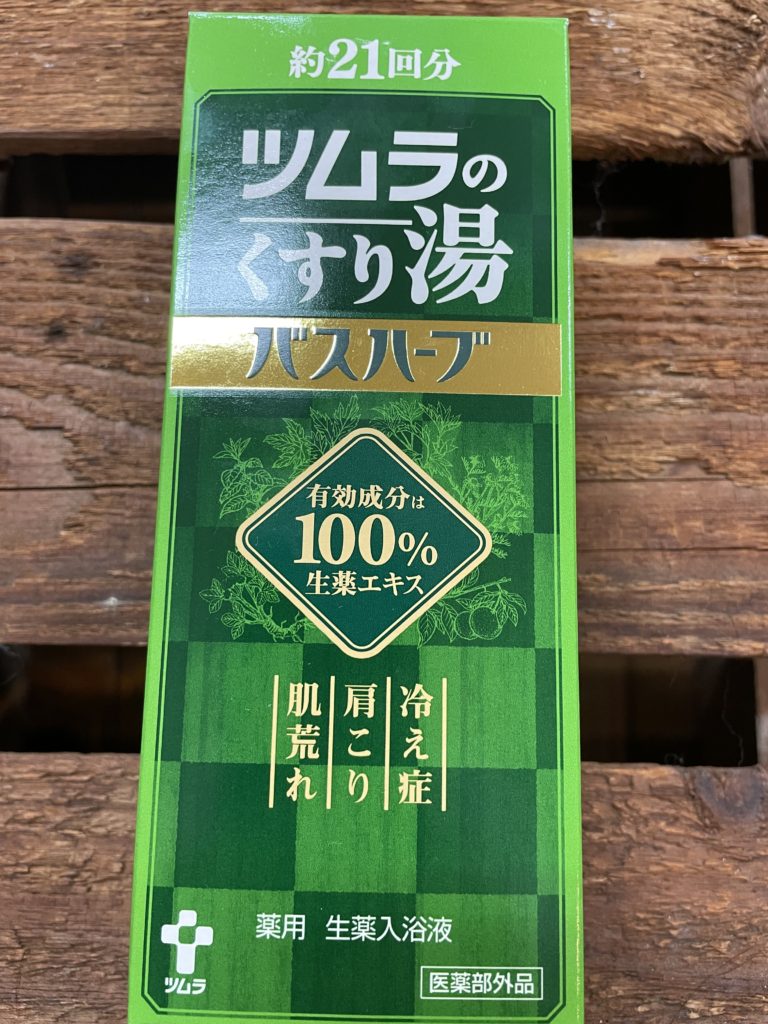 約21回分
ツムラの
くすり湯
バスハーブ
有効成分は
100%
生薬エキス
冷え症
肩こり
肌荒れ
薬用 生薬入浴液
ツムラ
医薬部外品